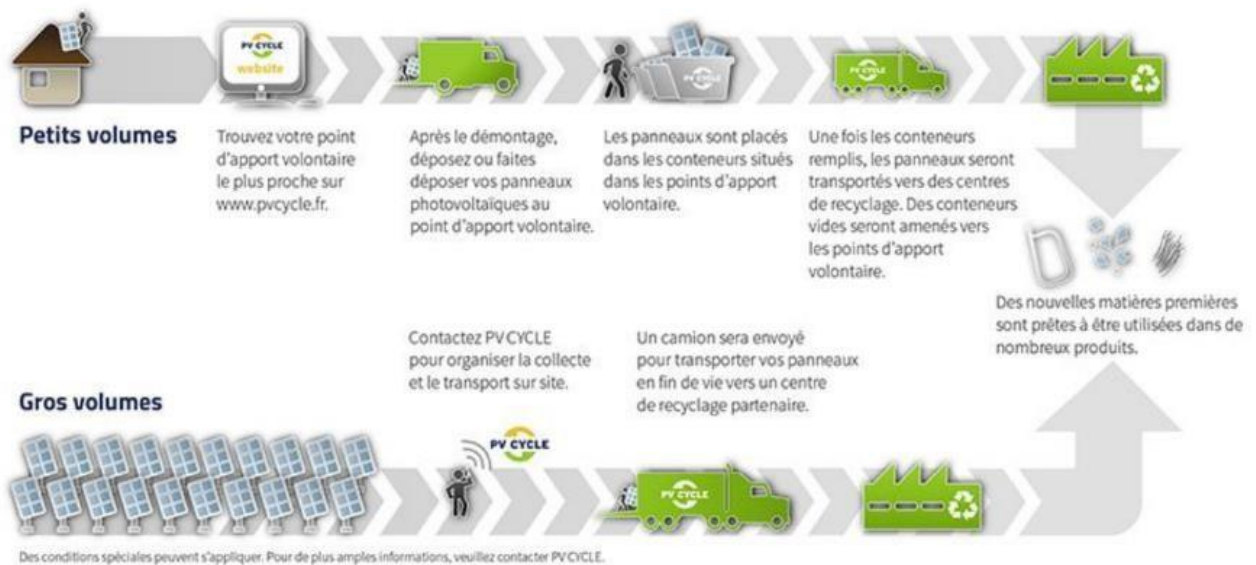 PV CYCLE
website
PV CYCLE
PV CYCLE
Petits volumes
Trouvez votre point
d'apport volontaire
le plus proche sur
www.pvcycle.fr.
Après le démontage,
déposez ou faites
déposer vos panneaux
photovoltaïques au
point d'apport volontaire.
Les panneaux sont placés
dans les conteneurs situés
dans les points d'apport
volontaire.
Une fois les conteneurs
remplis, les panneaux seront
transportés vers des centres
de recyclage. Des conteneurs
vides seront amenés vers
les points d'apport
volontaire.
Des nouvelles matières premières
sont prêtes à être utilisées dans de
nombreux produits.
Contactez PV CYCLE
pour organiser la collecte
et le transport sur site.
Un camion sera envoyé
pour transporter vos panneaux
en fin de vie vers un centre
de recyclage partenaire.
Gros volumes
PV CYCLE
PV CYCLE
Des conditions spéciales peuvent s'appliquer. Pour de plus amples informations, veuillez contacter PV CYCLE.